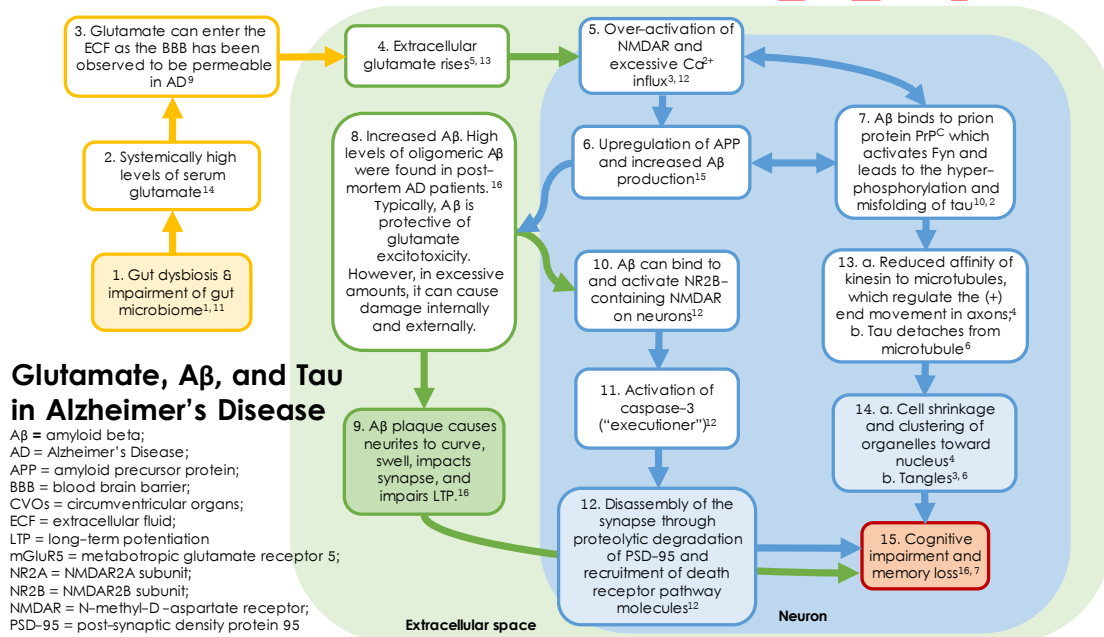 3. Glutamate can enter the
ECF as the BBB has been
observed to be permeable
in AD9
4. Extracellular
glutamate rises5, 13
5. Over-activation of
NMDAR and
excessive Ca2+
influx3, 12
2. Systemically high
levels of serum
glutamate14
1. Gut dysbiosis &
impairment of gut
microbiome1, 11
8. Increased Aβ. High
levels of oligomeric Aβ
were found in post-
mortem AD patients. 16
Typically, Aβ is
protective of
glutamate
excitotoxicity.
However, in excessive
amounts, it can cause
damage internally
and externally.
6. Upregulation of APP
and increased Aβ
production15
7. Aβ binds to prion
protein PrPC which
activates Fyn and
leads to the hyper-
phosphorylation and
misfolding of tau10, 2
10. Aβ can bind to
and activate NR2B-
containing NMDAR
on neurons12
13. a. Reduced affinity of
kinesin to microtubules,
which regulate the (+)
end movement in axons;4
b. Tau detaches from
microtubule6
11. Activation of
caspase-3
("executioner")12
14. a. Cell shrinkage
and clustering of
organelles toward
nucleus4
b. Tangles3, 6
9. Aβ plaque causes
neurites to curve,
swell, impacts
synapse, and
impairs LTP.16
12. Disassembly of the
synapse through
proteolytic degradation
of PSD-95 and
recruitment of death
receptor pathway
molecules12
15. Cognitive
impairment and
memory loss16, 7
Glutamate, Aβ, and Tau
in Alzheimer's Disease
Aβ = amyloid beta;
AD = Alzheimer's Disease;
APP = amyloid precursor protein;
BBB = blood brain barrier;
CVOs = circumventricular organs;
ECF = extracellular fluid;
LTP = long-term potentiation
mGluR5 = metabotropic glutamate receptor 5;
NR2A = NMDAR2A subunit;
NR2B = NMDAR2B subunit;
NMDAR = N-methyl-D-aspartate receptor;
PSD-95 = post-synaptic density protein 95
Extracellular space
Neuron